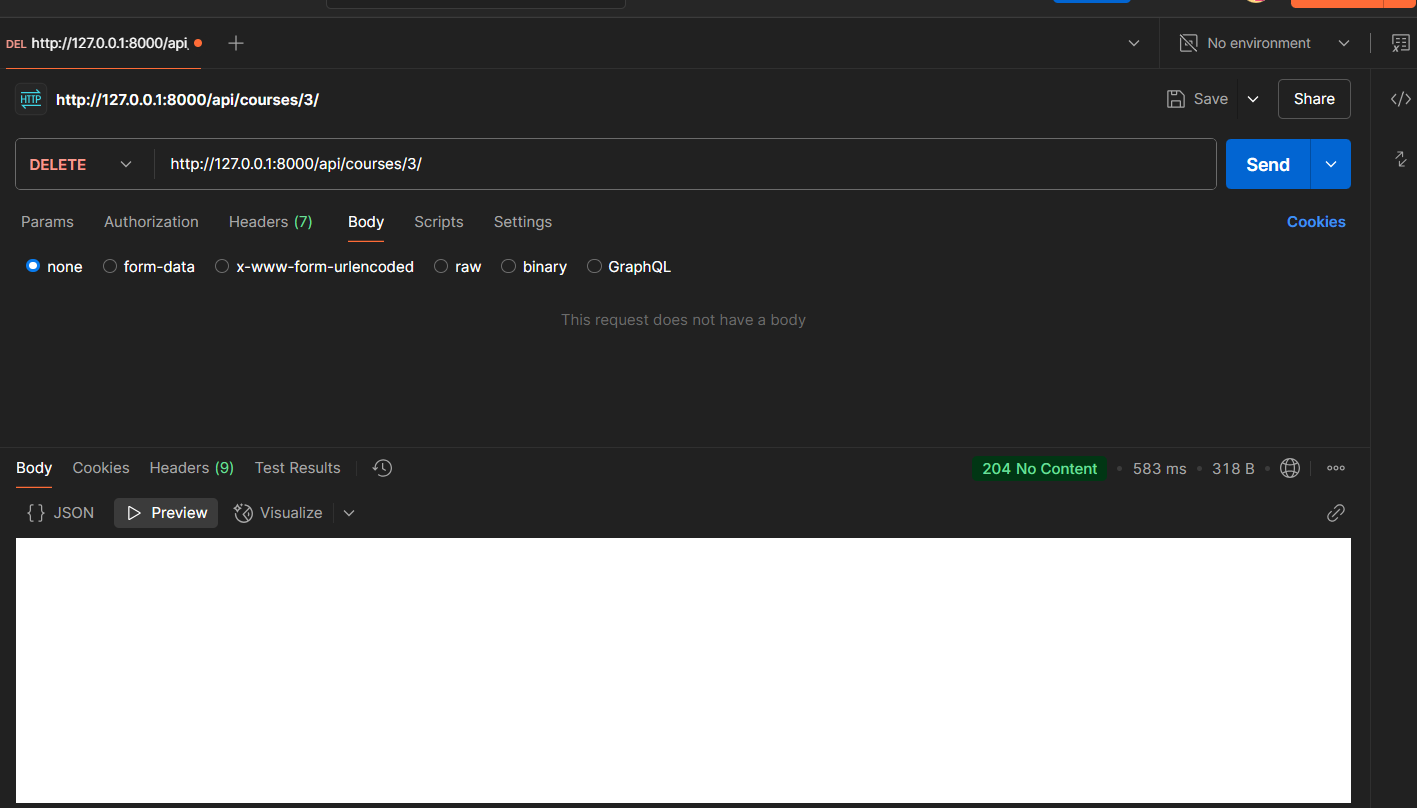 DEL http://127.0.0.1:8000/api, No environment
HTTP http://127.0.0.1:8000/api/courses/3/ Save Share
DELETE http://127.0.0.1:8000/api/courses/3/ Send
Params Authorization Headers (7) Body Scripts Settings Cookies
none form-data x-www-form-urlencoded raw binary GraphQL
This request does not have a body
Body Cookies Headers (9) Test Results 204 No Content • 583 ms • 318 B •
{} JSON Preview Visualize